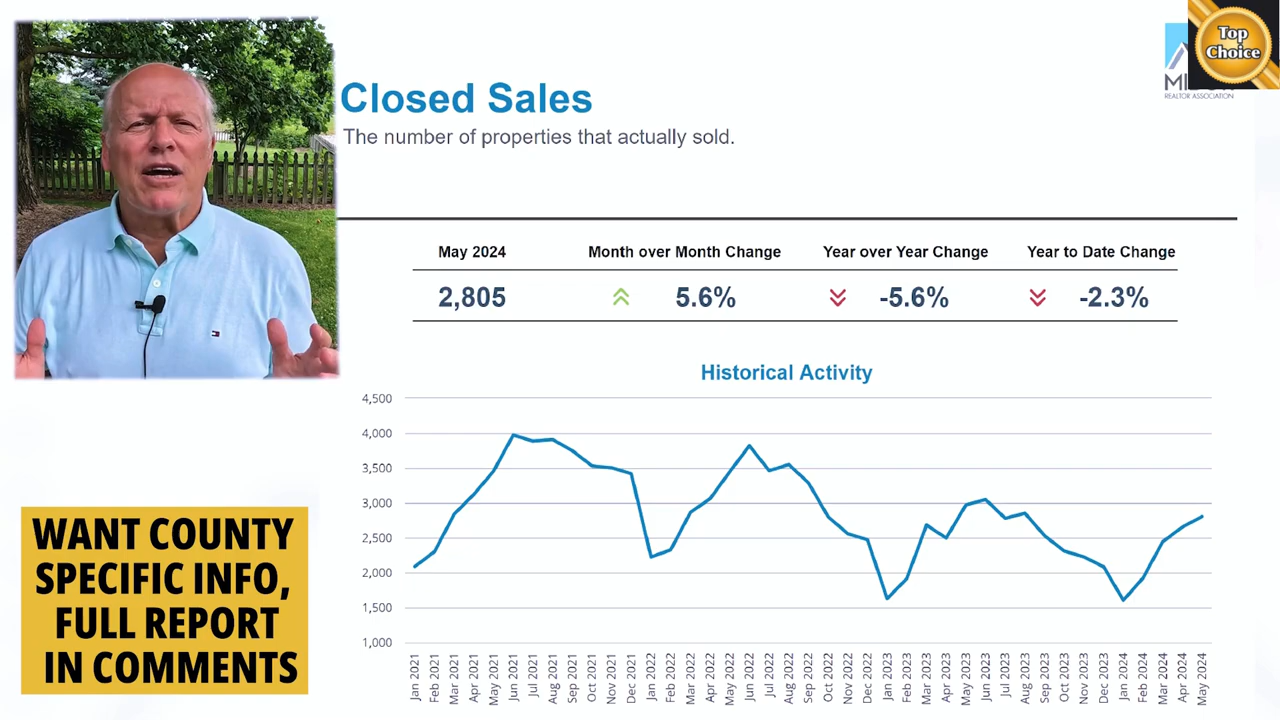 Top
Choice
REALTOR ASSOCIATION
Closed Sales
The number of properties that actually sold.
May 2024 Month over Month Change Year over Year Change Year to Date Change
2,805 5.6% -5.6% -2.3%
Historical Activity
4,500
4,000
3,500
3,000
2,500
2,000
1,500
1,000
Jan 2021
Feb 2021
Mar 2021
Apr 2021
May 2021
Jun 2021
Jul 2021
Aug 2021
Sep 2021
Oct 2021
Nov 2021
Dec 2021
Jan 2022
Feb 2022
Mar 2022
Apr 2022
May 2022
Jun 2022
Jul 2022
Aug 2022
Sep 2022
Oct 2022
Nov 2022
Dec 2022
Jan 2023
Feb 2023
Mar 2023
Apr 2023
May 2023
Jun 2023
Jul 2023
Aug 2023
Sep 2023
Oct 2023
Nov 2023
Dec 2023
Jan 2024
Feb 2024
Mar 2024
Apr 2024
May 2024
WANT COUNTY
SPECIFIC INFO,
FULL REPORT
IN COMMENTS